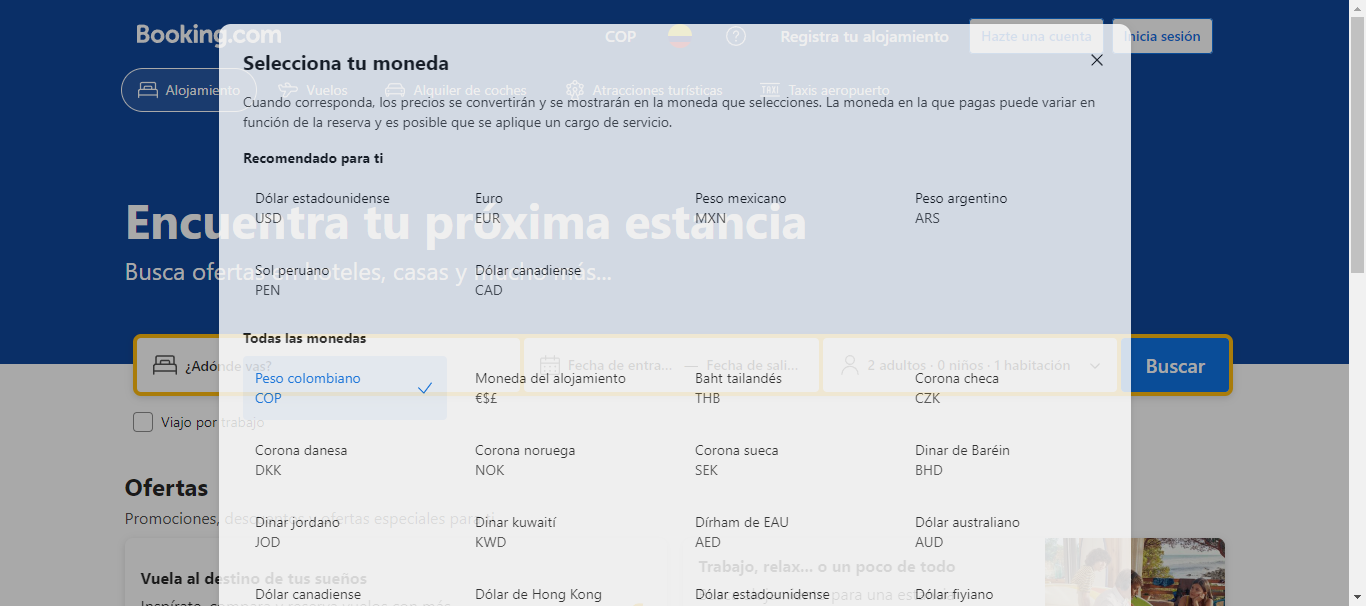 Booking.com
COP
Registra tu alojamiento
Hazte una cuenta
Inicia sesión
Selecciona tu moneda
Alojamiento
Vuelos
Alquiler de coches
Atracciones turísticas
TAXI
Taxis aeropuerto
Cuando corresponda, los precios se convertirán y se mostrarán en la moneda que selecciones. La moneda en la que pagas puede variar en
función de la reserva y es posible que se aplique un cargo de servicio.
Recomendado para ti
Dólar estadounidense
USD
Euro
EUR
Peso mexicano
MXN
Peso argentino
ARS
Encuentra tu próxima estancia
Busca ofertas en hoteles, casas y mucho más...
Sol peruano
PEN
Dólar canadiense
CAD
Todas las monedas
¿Adónde vas?
Fecha de entra... — Fecha de sali...
2 adultos · 0 niños · 1 habitación
Buscar
Peso colombiano
COP
Moneda del alojamiento
€$£
Baht tailandés
THB
Corona checa
CZK
Viajo por trabajo
Corona danesa
DKK
Corona noruega
NOK
Corona sueca
SEK
Dinar de Baréin
BHD
Ofertas
Promociones, descuentos y ofertas especiales para ti
Dinar jordano
JOD
Dinar kuwaití
KWD
Dírham de EAU
AED
Dólar australiano
AUD
Vuela al destino de tus sueños
Trabajo, relax... o un poco de todo
Dólar canadiense
Dólar de Hong Kong
Dólar estadounidense
Dólar fiyiano